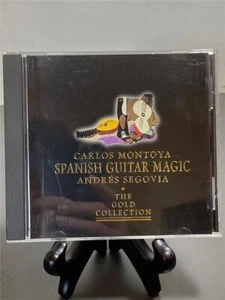 CARLOS MONTOYA
SPANISH GUITAR MAGIC
ANDRES SEGOVIA
THE
GOLD
COLLECTION